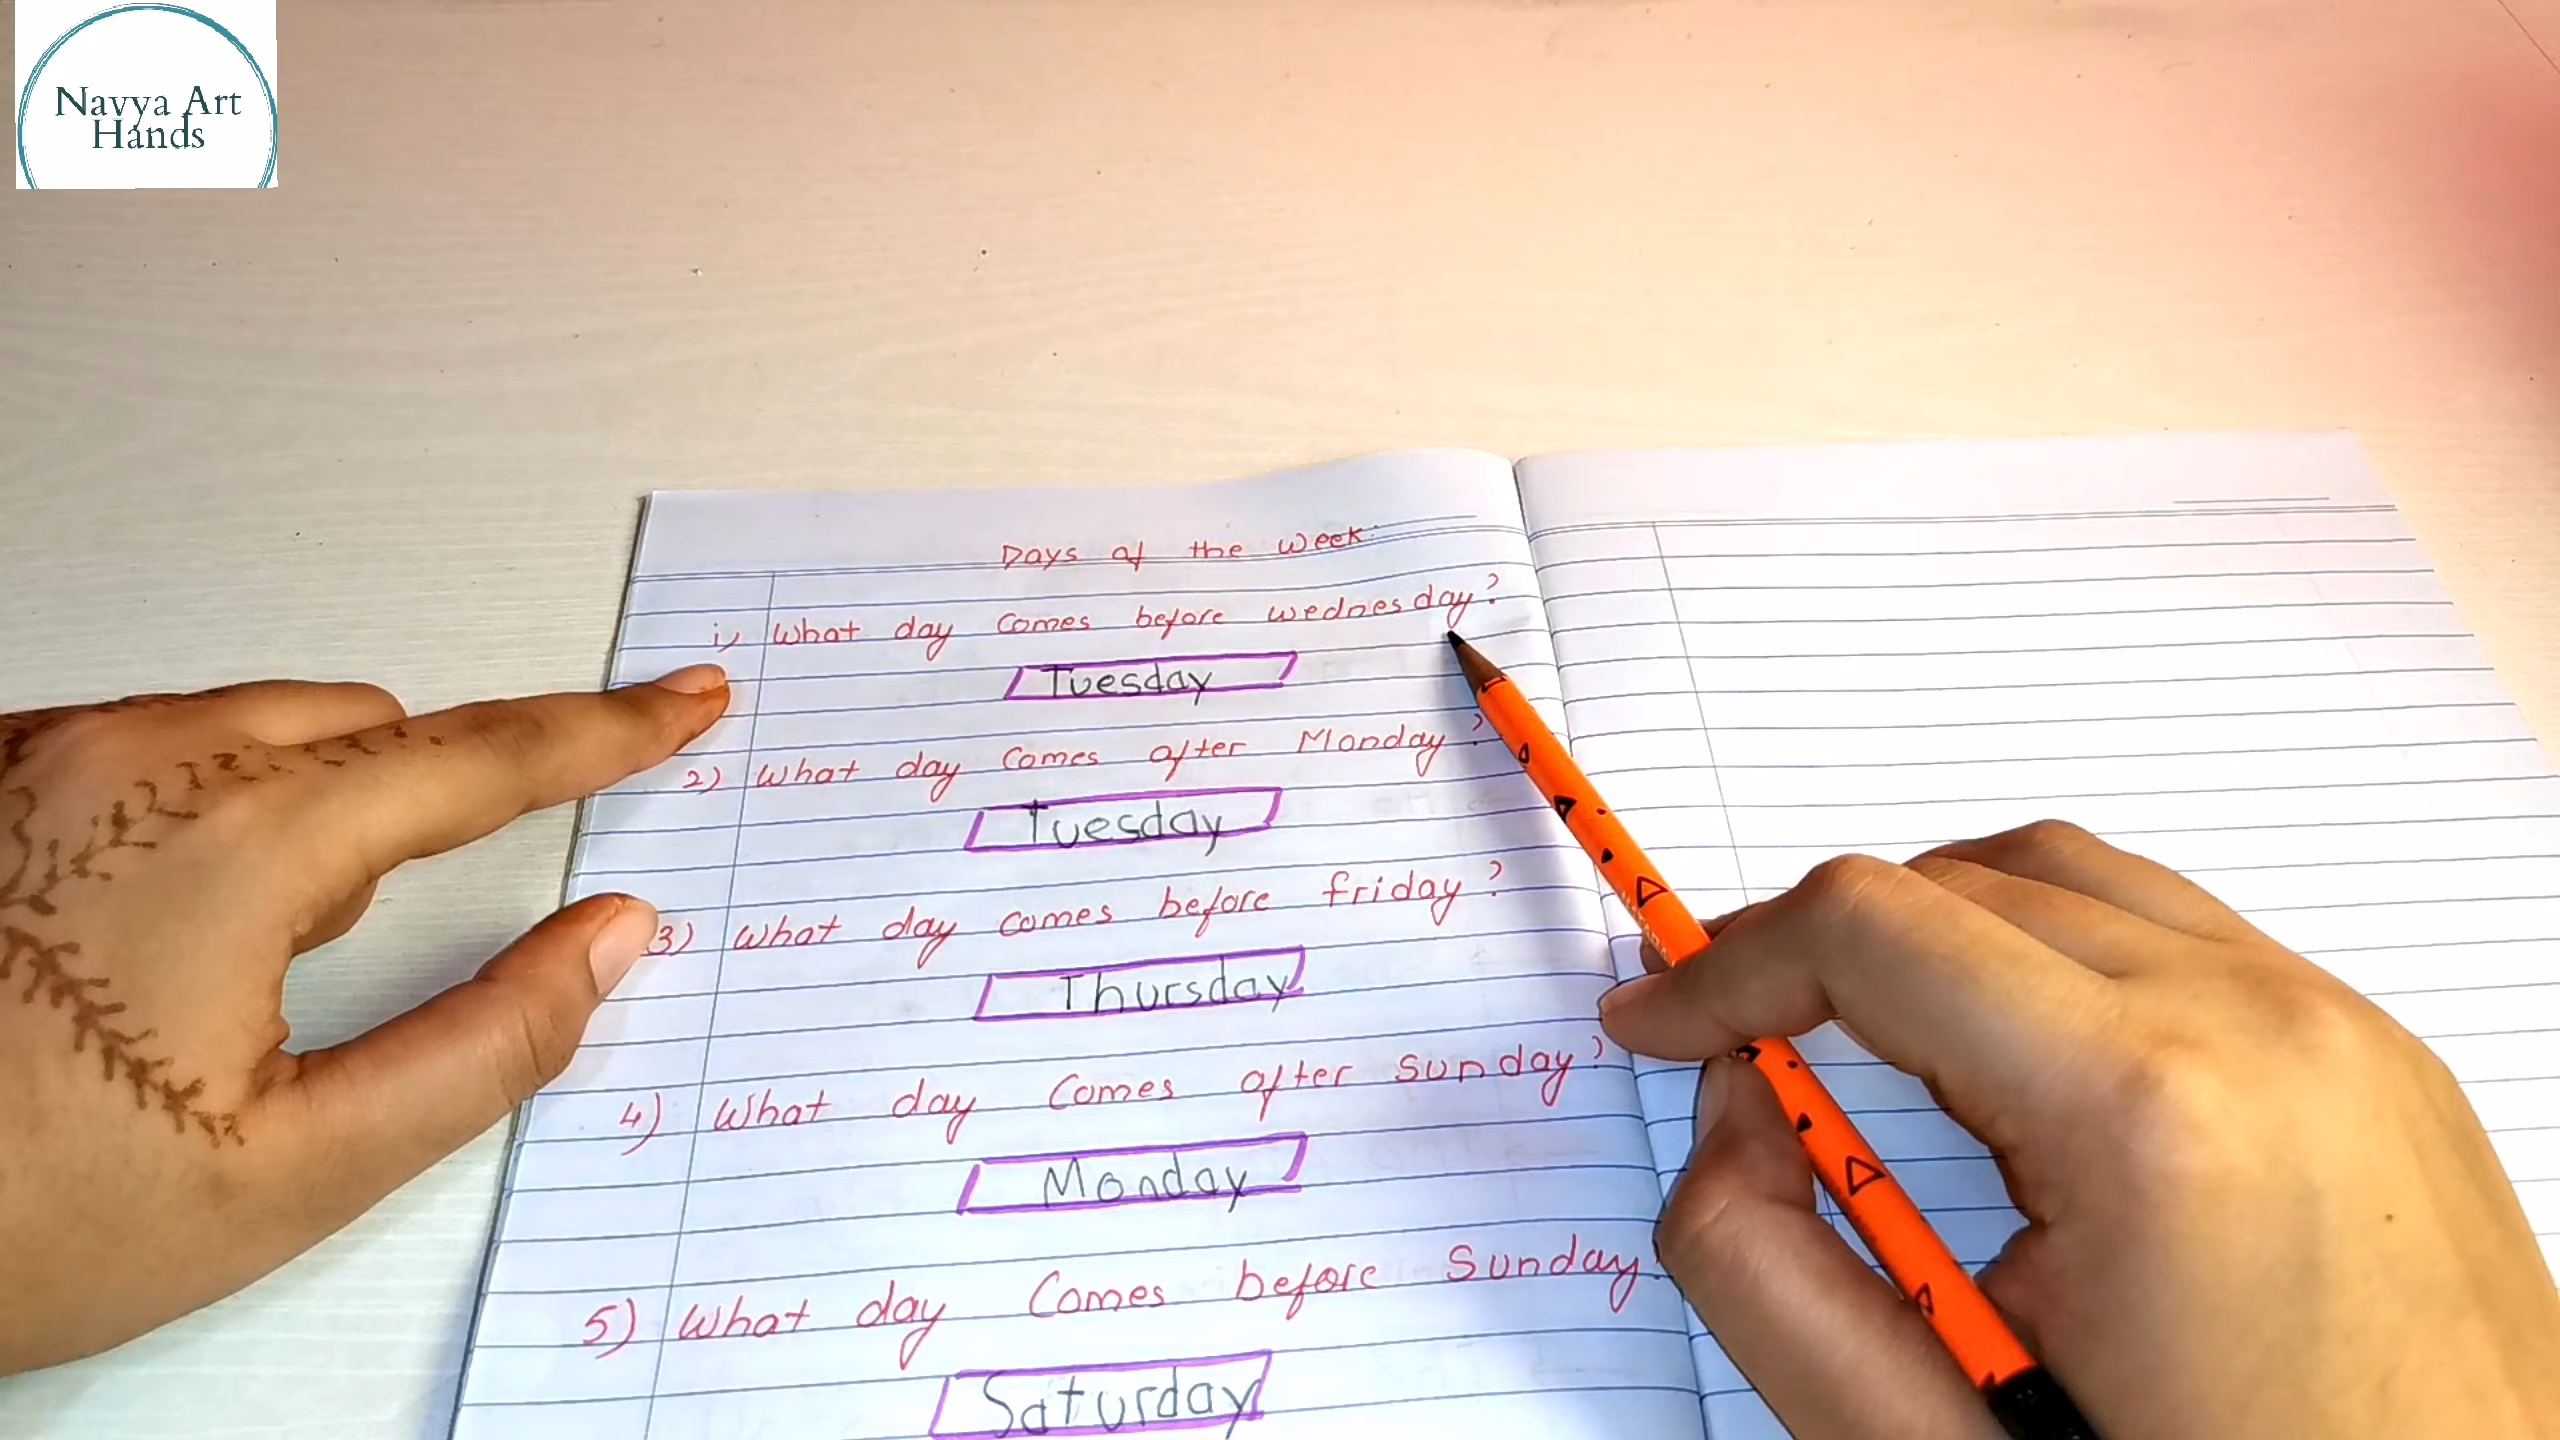 Navya Art
Hands
Days of the week:
1) What day comes before wednesday?
Tuesday
2) What day comes after Monday?
Tuesday
3) What day comes before friday?
Thursday
4) What day comes after sunday?
Monday
5) What day comes before Sunday?
Saturday